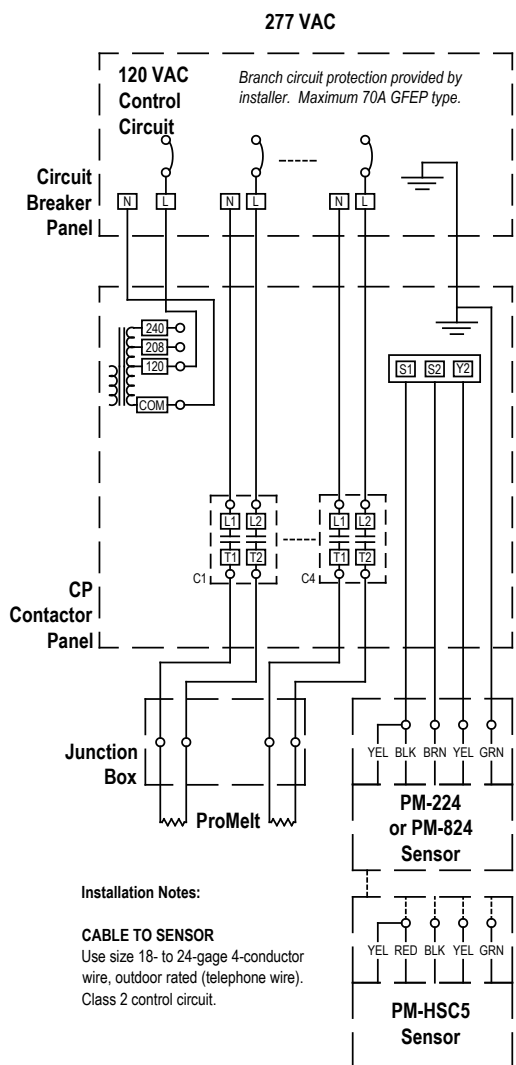 277 VAC
120 VAC
Control
Circuit
Branch circuit protection provided by
installer. Maximum 70A GFEP type.
Circuit
Breaker
Panel
N L N L N L
240
208
120
COM
S1 S2 Y2
L1 L2 L1 L2
T1 T2 T1 T2
C1 C4
CP
Contactor
Panel
Junction
Box
YEL BLK BRN YEL GRN
ProMelt
PM-224
or PM-824
Sensor
Installation Notes:
CABLE TO SENSOR
Use size 18- to 24-gage 4-conductor
wire, outdoor rated (telephone wire).
Class 2 control circuit.
YEL RED BLK YEL GRN
PM-HSC5
Sensor